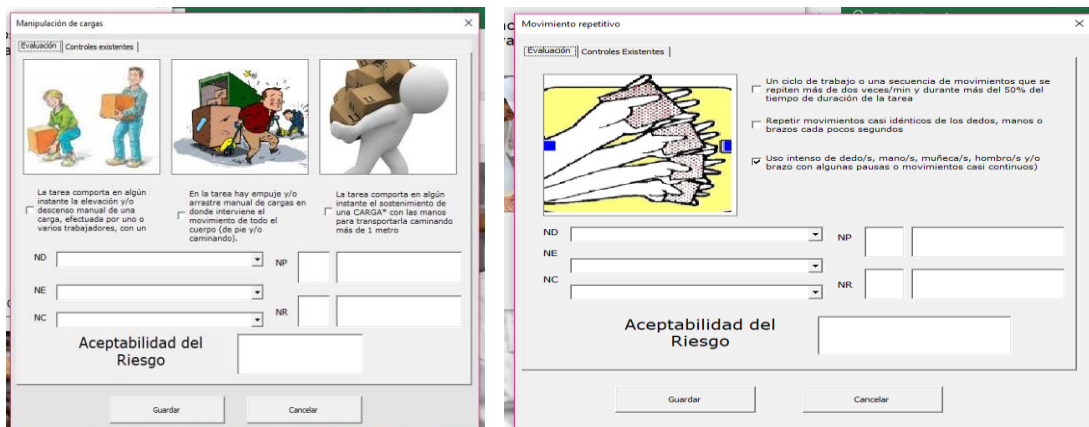 Manipulación de cargas
Evaluación
Controles existentes
La tarea comporta en algún
instante la elevación y/o
descenso manual de una
carga, efectuada por uno o
varios trabajadores, con un
En la tarea hay empuje y/o
arrastre manual de cargas en
donde interviene el
movimiento de todo el
cuerpo (de pie y/o
caminando).
La tarea comporta en algún
instante el sostenimiento de
una CARGA* con las manos
para transportarla caminando
más de 1 metro
ND
NP
NE
NC
NR
Aceptabilidad del
Riesgo
Guardar
Cancelar
Movimiento repetitivo
Evaluación
Controles Existentes
Un ciclo de trabajo o una secuencia de movimientos que se
repiten más de dos veces/min y durante más del 50% del
tiempo de duración de la tarea
Repetir movimientos casi idénticos de los dedos, manos o
brazos cada pocos segundos
Uso intenso de dedo/s, mano/s, muñeca/s, hombro/s y/o
brazo con algunas pausas o movimientos casi continuos)
ND
NP
NE
NC
NR
Aceptabilidad del
Riesgo
Guardar
Cancelar